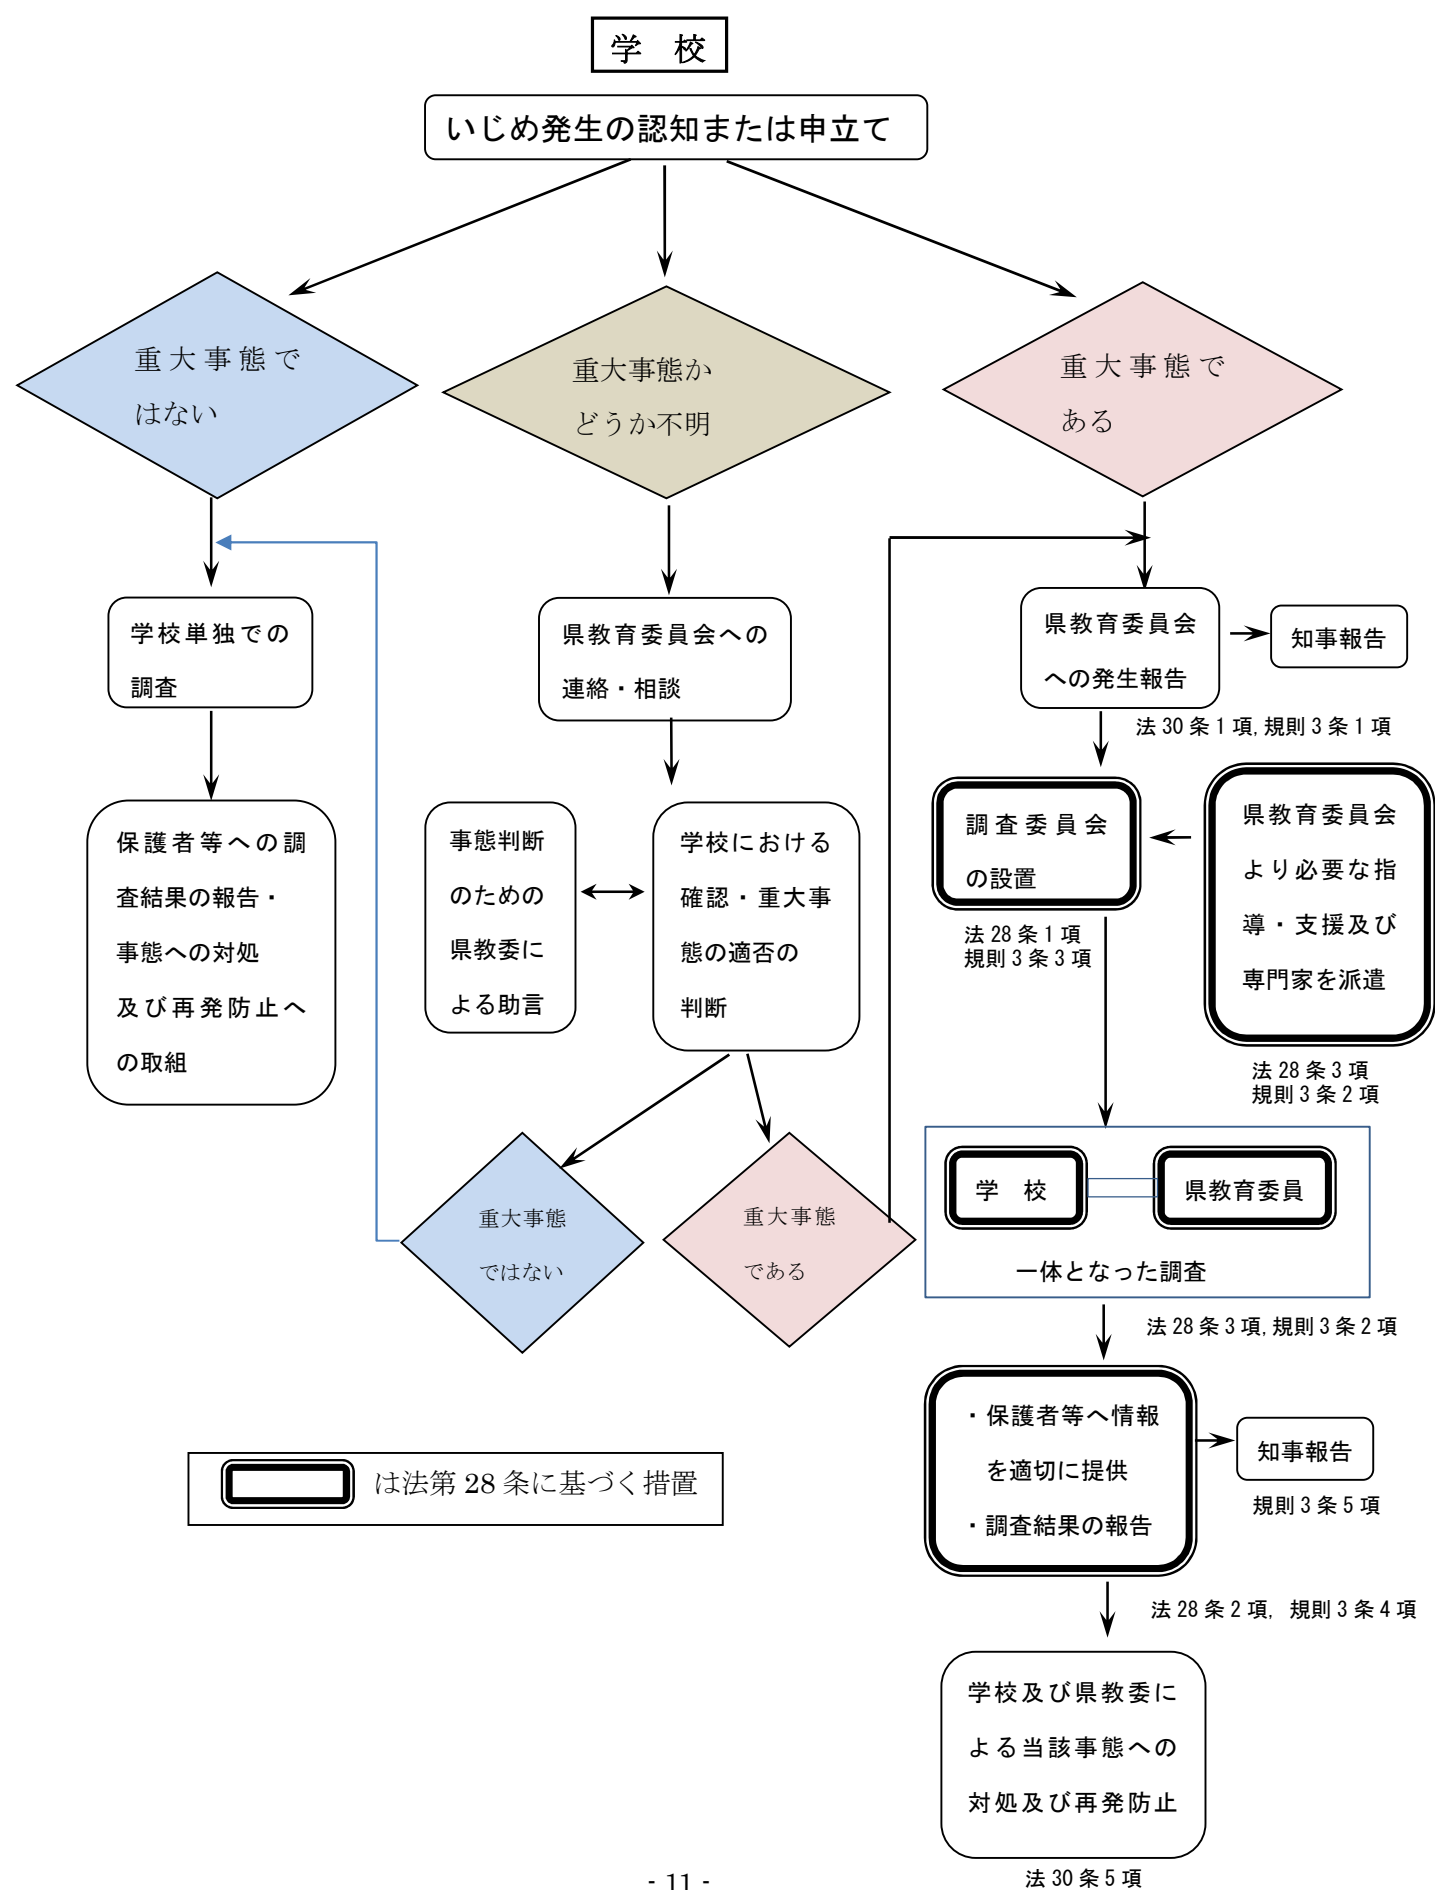 学　校
いじめ発生の認知または申立て
重大事態で
はない
重大事態か
どうか不明
重大事態で
ある
学校単独での
調査
県教育委員会への
連絡・相談
県教育委員会
への発生報告
知事報告
法 30 条 1 項, 規則 3 条 1 項
保護者等への調
査結果の報告・
事態への対処
及び再発防止へ
の取組
事態判断
のための
県教委に
よる助言
学校における
確認・重大事
態の適否の
判断
調査委員会
の設置
法 28 条 1 項
規則 3 条 3 項
県教育委員会
より必要な指
導・支援及び
専門家を派遣
法 28 条 3 項
規則 3 条 2 項
重大事態
ではない
重大事態
である
学　校
県教育委員
一体となった調査
法 28 条 3 項, 規則 3 条 2 項
・保護者等へ情報
を適切に提供
・調査結果の報告
知事報告
規則 3 条 5 項
は法第 28 条に基づく措置
法 28 条 2 項,  規則 3 条 4 項
学校及び県教委に
よる当該事態への
対処及び再発防止
法 30 条 5 項
- 11 -